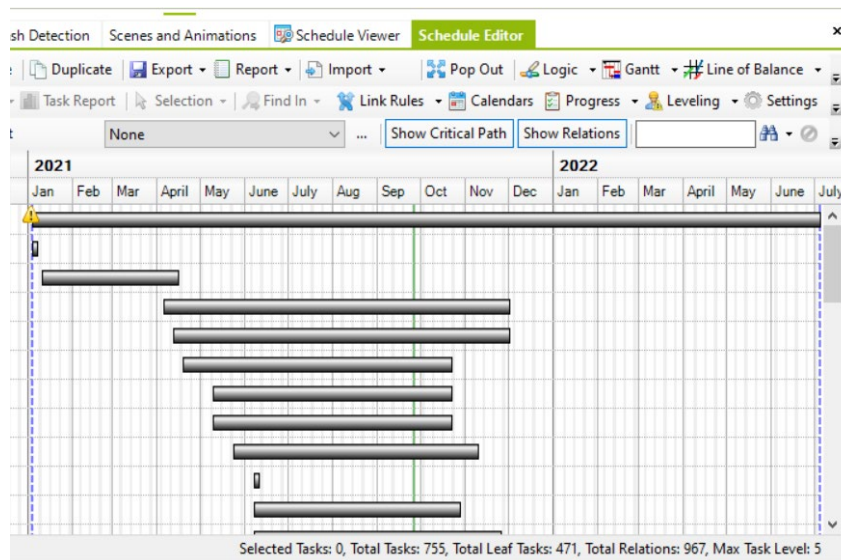 sh Detection Scenes and Animations Schedule Viewer Schedule Editor
Duplicate Export Report Import Pop Out Logic Gantt Line of Balance
Task Report Selection Find In Link Rules Calendars Progress Leveling Settings
None ... Show Critical Path Show Relations
2021 2022
Jan Feb Mar April May June July Aug Sep Oct Nov Dec Jan Feb Mar April May June July
Selected Tasks: 0, Total Tasks: 755, Total Leaf Tasks: 471, Total Relations: 967, Max Task Level: 5